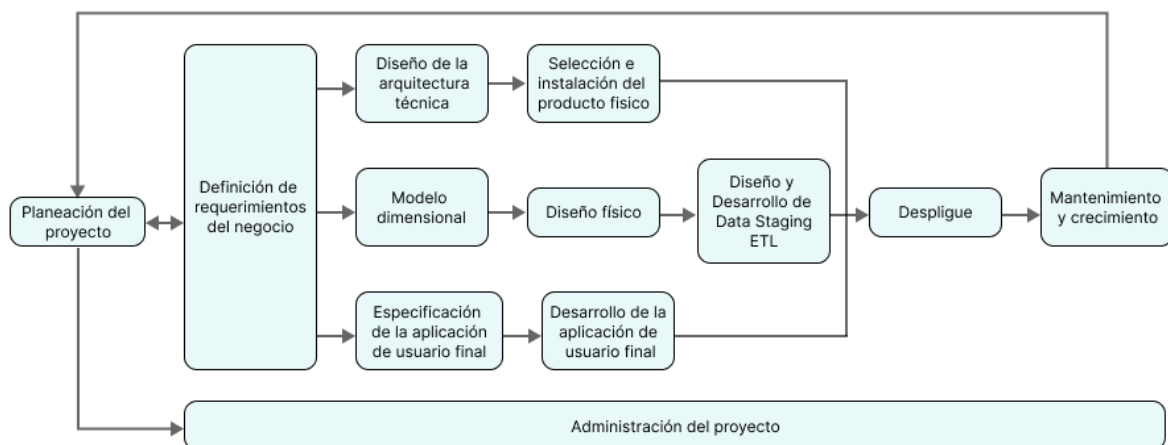 Diseño de la
arquitectura
técnica
Selección e
instalación del
producto fisico
Planeación del
proyecto
Definición de
requerimientos
del negocio
Modelo
dimensional
Diseño físico
Diseño y
Desarrollo de
Data Staging
ETL
Despligue
Mantenimiento
y crecimiento
Especificación
de la aplicación
de usuario final
Desarrollo de la
aplicación de
usuario final
Administración del proyecto